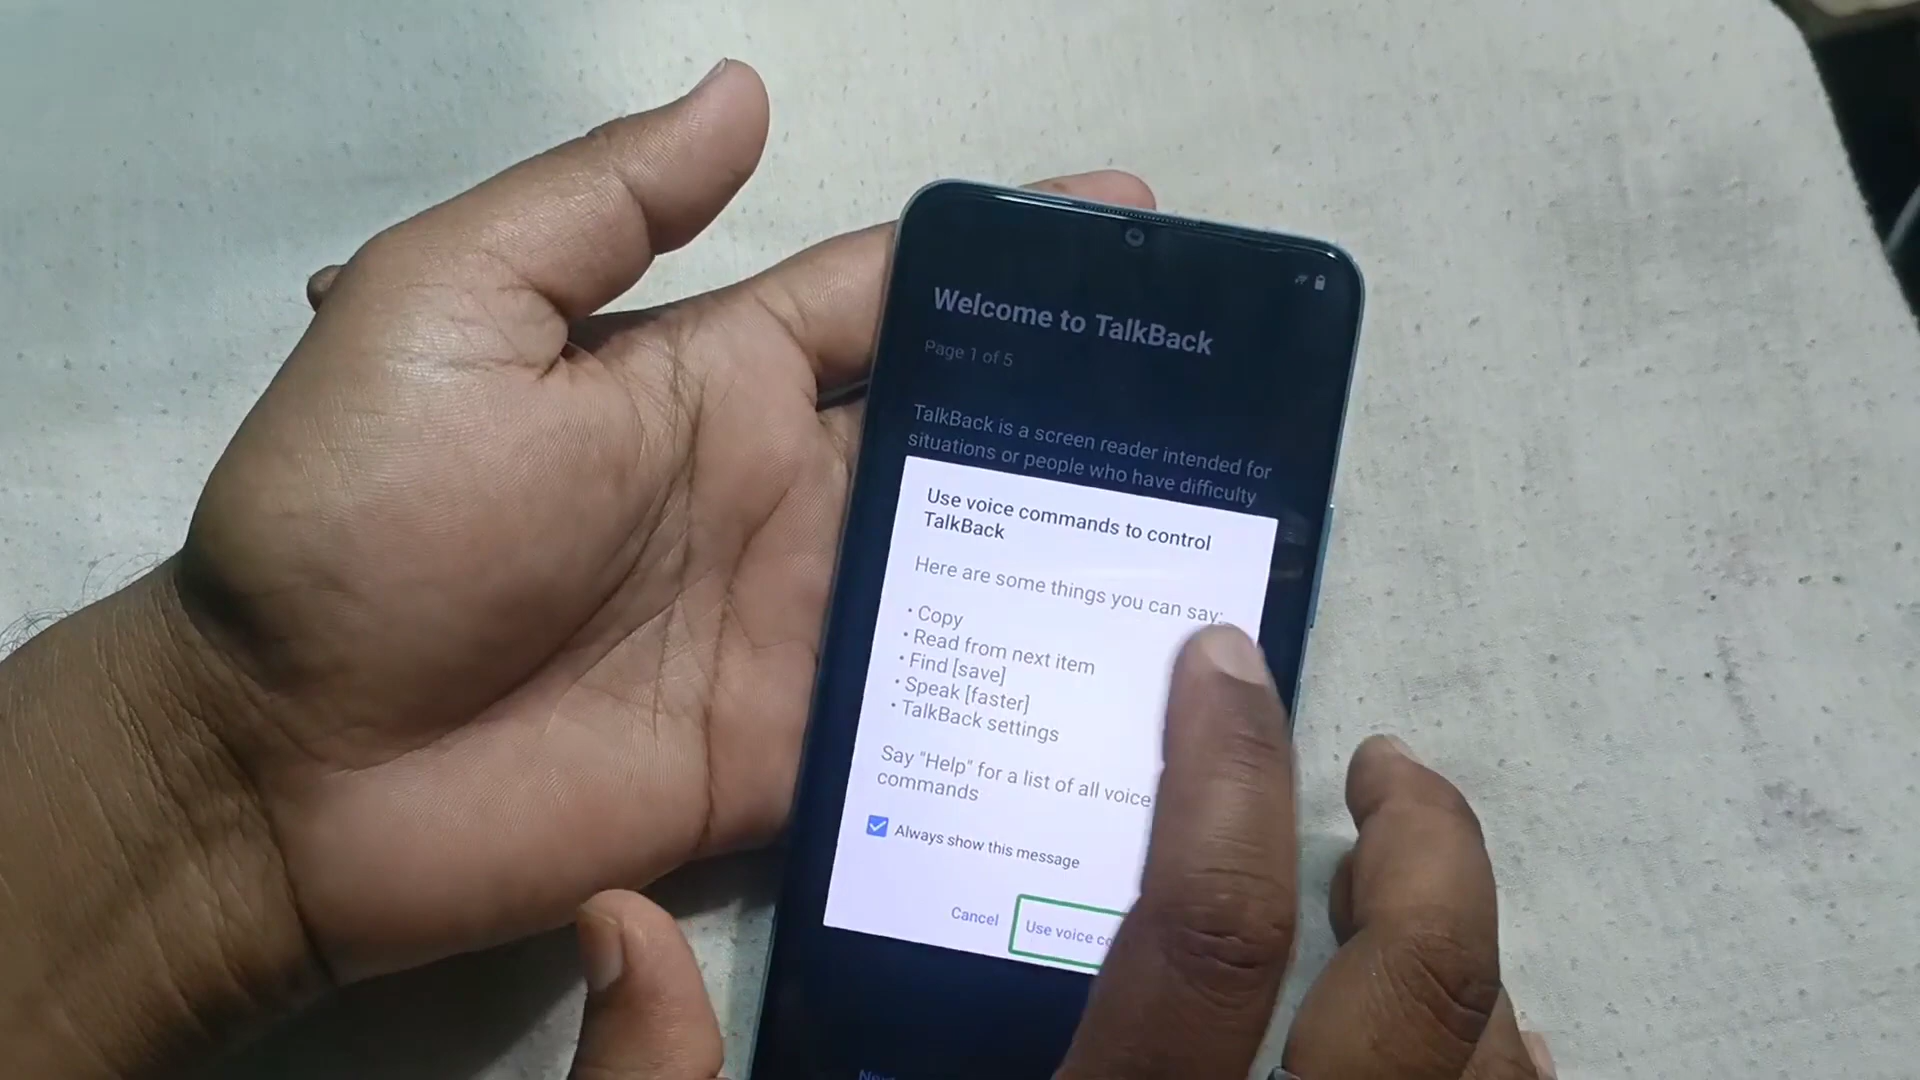 Welcome to TalkBack
Page 1 of 5
TalkBack is a screen reader intended for
situations or people who have difficulty
Use voice commands to control
TalkBack
Here are some things you can say:
• Copy
• Read from next item
• Find [save]
• Speak [faster]
• TalkBack settings
Say "Help" for a list of all voice
commands
Always show this message
Cancel
Use voice